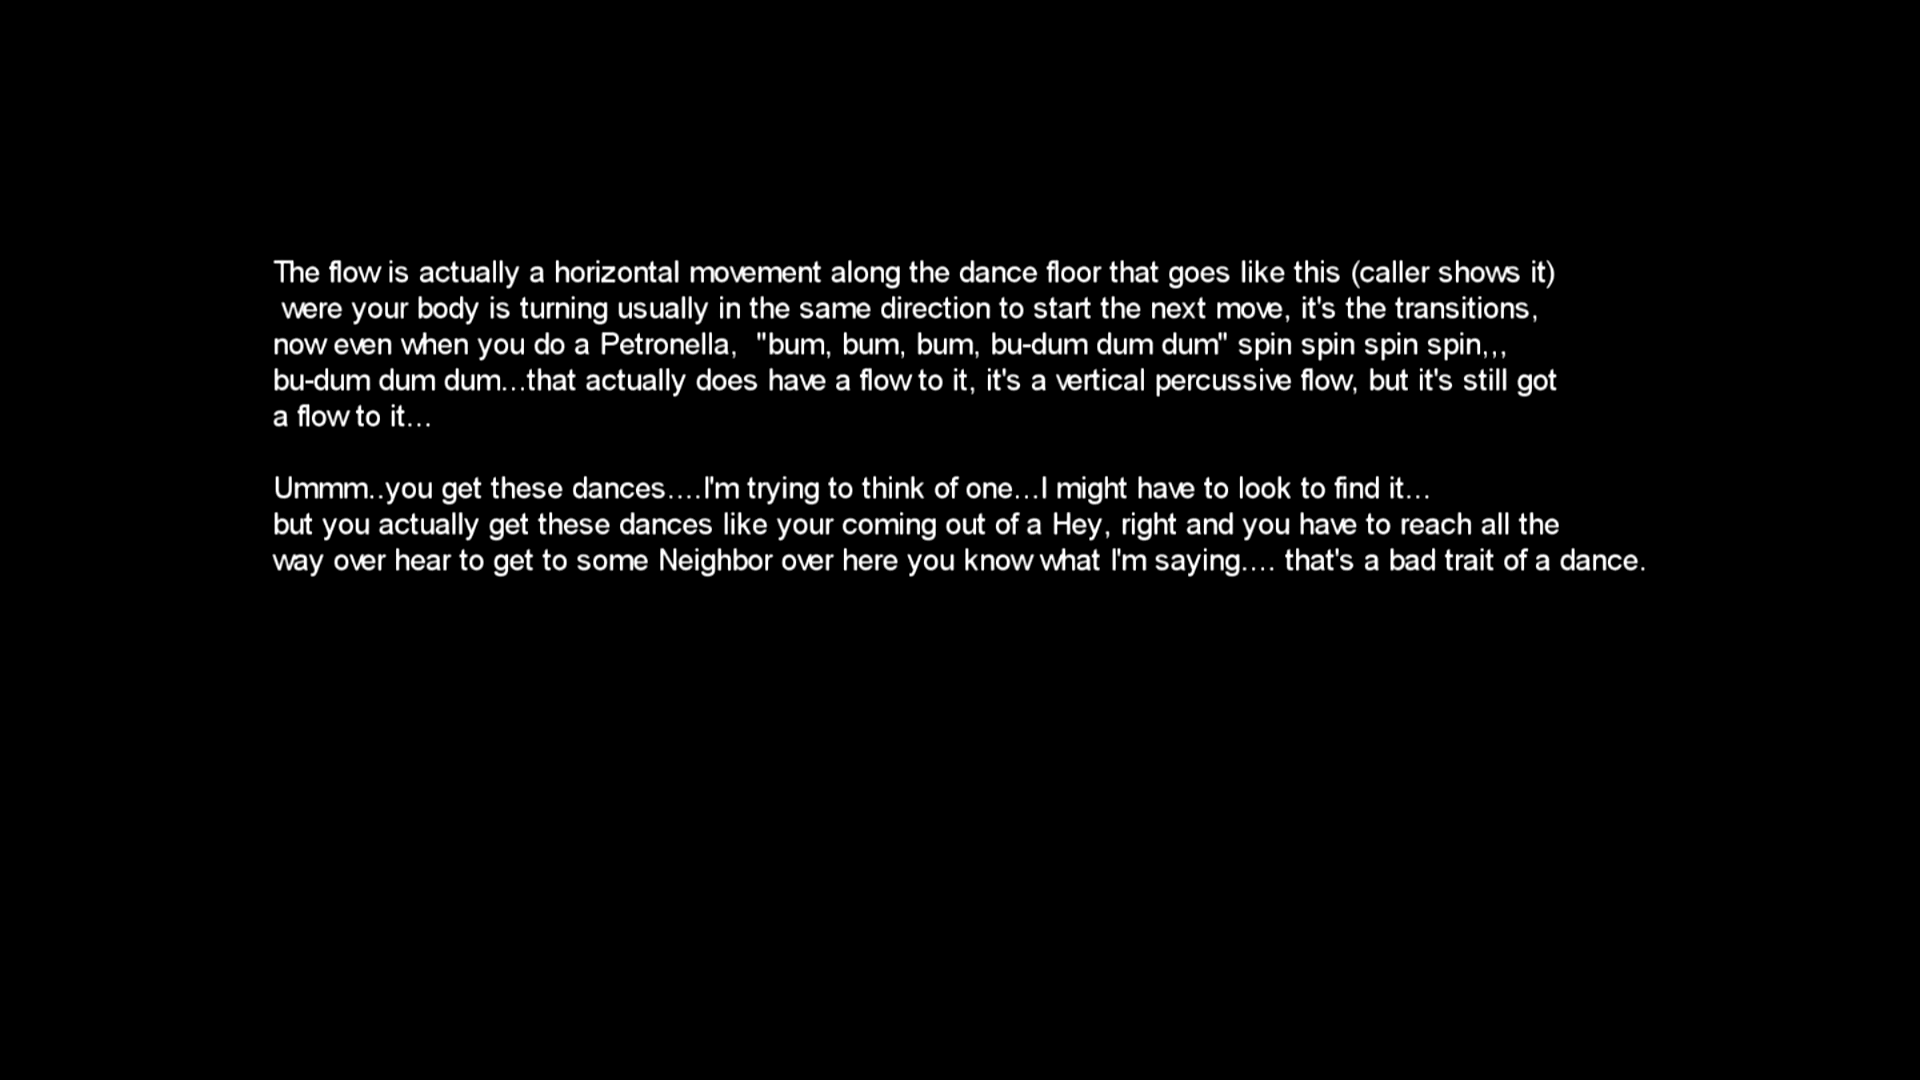 The flow is actually a horizontal movement along the dance floor that goes like this (caller shows it)
were your body is turning usually in the same direction to start the next move, it's the transitions,
now even when you do a Petronella,  "bum, bum, bum, bu-dum dum dum" spin spin spin spin,,,
bu-dum dum dum...that actually does have a flow to it, it's a vertical percussive flow, but it's still got
a flow to it...
Ummm..you get these dances....I'm trying to think of one...I might have to look to find it...
but you actually get these dances like your coming out of a Hey, right and you have to reach all the
way over hear to get to some Neighbor over here you know what I'm saying.... that's a bad trait of a dance.